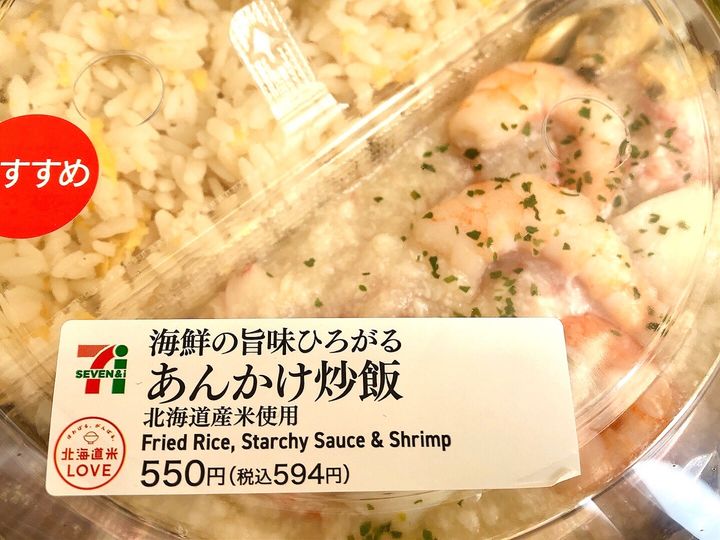 すすめ
海鮮の旨味ひろがる
あんかけ炒飯
北海道産米使用
Fried Rice, Starchy Sauce & Shrimp
550円(税込594円)
7i
SEVEN&i
北海道米
LOVE